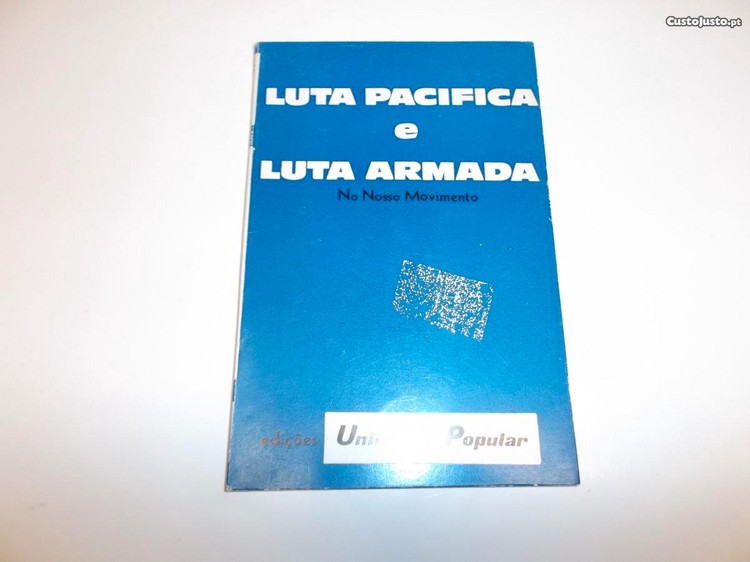 CustoJusto.pt
LUTA PACIFICA
e
LUTA ARMADA
No Nosso Movimento
edições
Popular